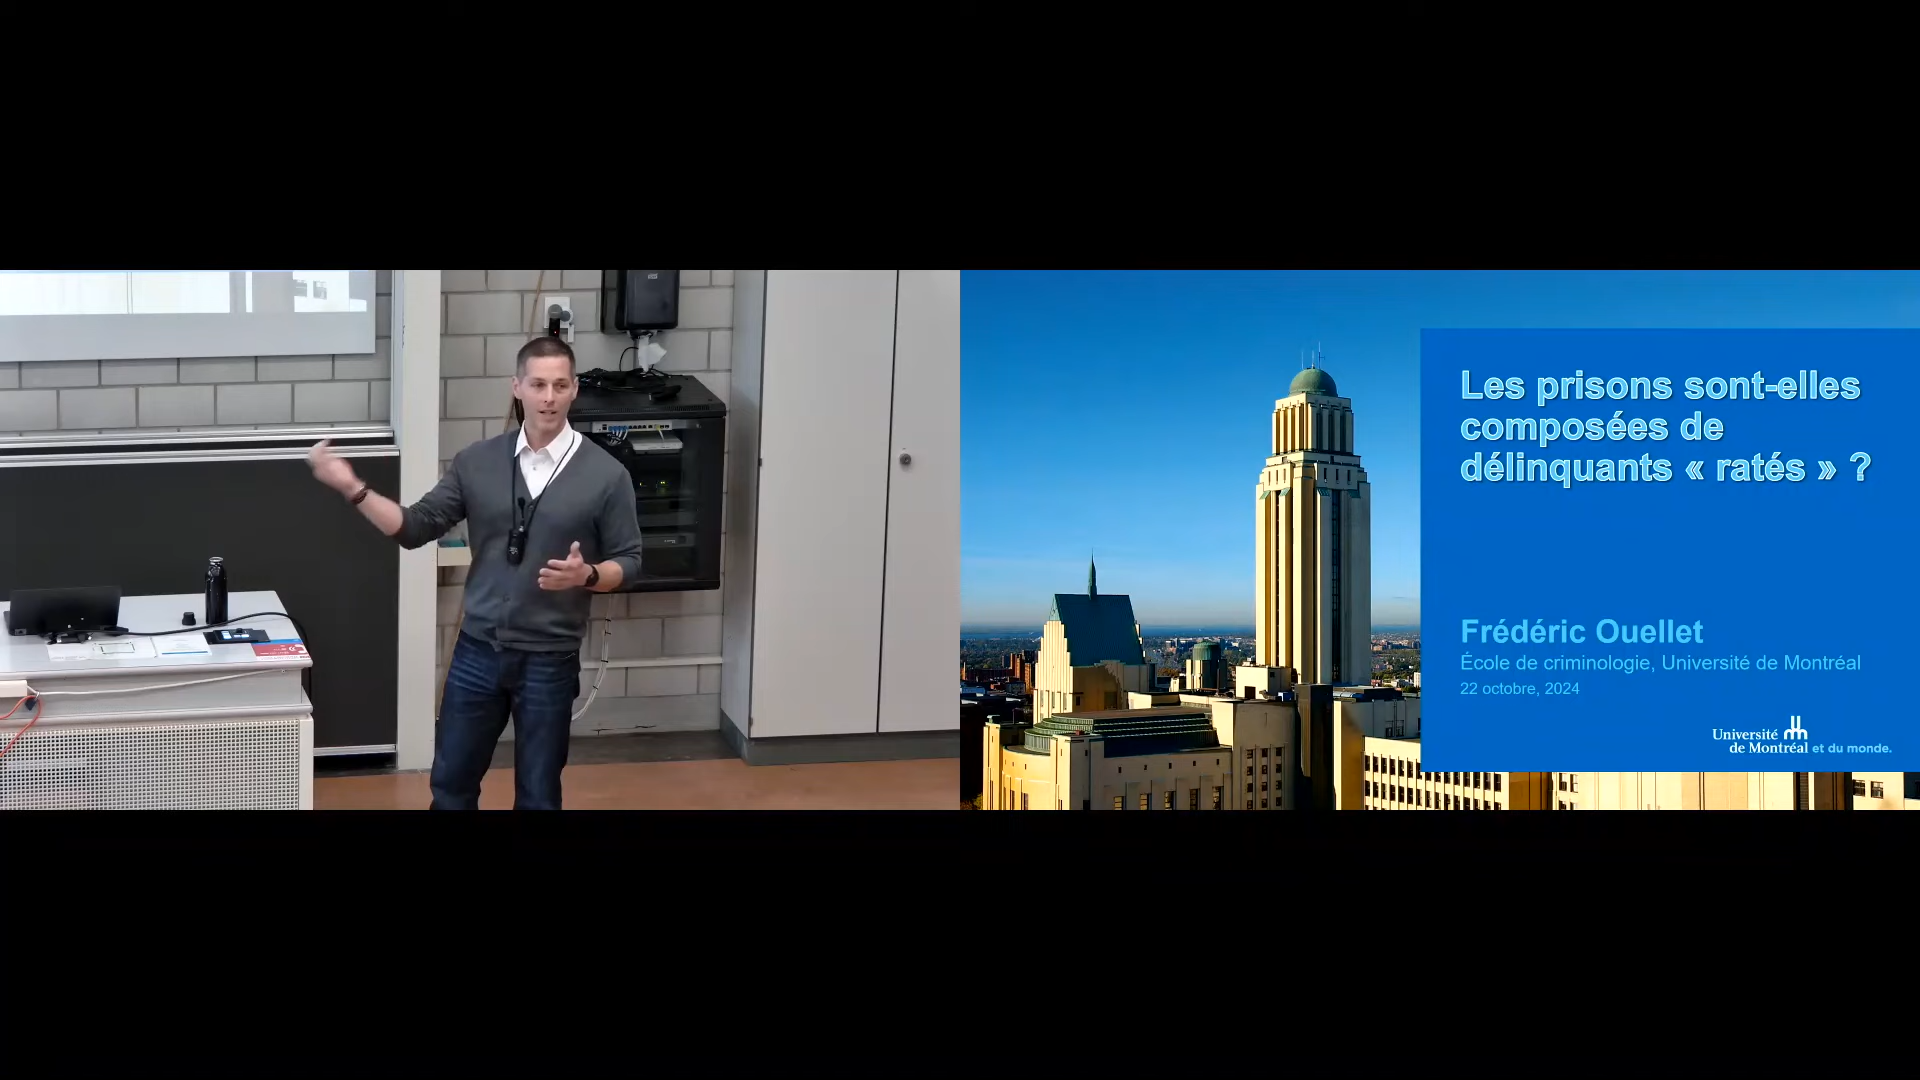 Les prisons sont-elles
composées de
délinquants « ratés » ?
Frédéric Ouellet
École de criminologie, Université de Montréal
22 octobre, 2024
Université
de Montréal et du monde.